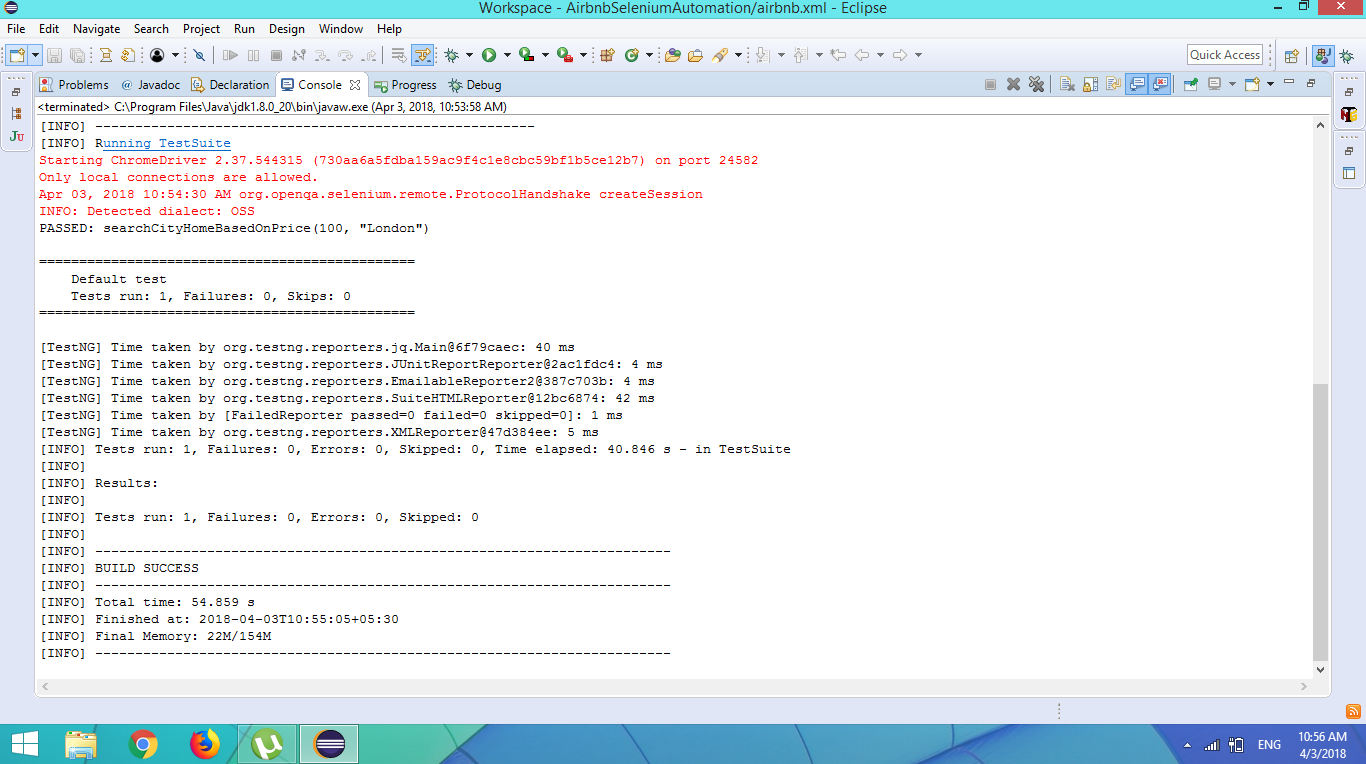 Workspace - AirbnbSeleniumAutomation/airbnb.xml - Eclipse
File Edit Navigate Search Project Run Design Window Help
Quick Access
Problems @ Javadoc Declaration Console Progress Debug
<terminated> C:\Program Files\Java\jdk1.8.0_20\bin\javaw.exe (Apr 3, 2018, 10:53:58 AM)
JU
[INFO] -------------------------------------------------------
[INFO] Running TestSuite
Starting ChromeDriver 2.37.544315 (730aa6a5fdba159ac9f4c1e8cbc59bf1b5ce12b7) on port 24582
Only local connections are allowed.
Apr 03, 2018 10:54:30 AM org.openqa.selenium.remote.ProtocolHandshake createSession
INFO: Detected dialect: OSS
PASSED: searchCityHomeBasedOnPrice(100, "London")
===============================================
Default test
Tests run: 1, Failures: 0, Skips: 0
===============================================
[TestNG] Time taken by org.testng.reporters.jq.Main@6f79caec: 40 ms
[TestNG] Time taken by org.testng.reporters.JUnitReportReporter@2ac1fdc4: 4 ms
[TestNG] Time taken by org.testng.reporters.EmailableReporter2@387c703b: 4 ms
[TestNG] Time taken by org.testng.reporters.SuiteHTMLReporter@12bc6874: 42 ms
[TestNG] Time taken by [FailedReporter passed=0 failed=0 skipped=0]: 1 ms
[TestNG] Time taken by org.testng.reporters.XMLReporter@47d384ee: 5 ms
[INFO] Tests run: 1, Failures: 0, Errors: 0, Skipped: 0, Time elapsed: 40.846 s - in TestSuite
[INFO]
[INFO] Results:
[INFO]
[INFO] Tests run: 1, Failures: 0, Errors: 0, Skipped: 0
[INFO]
[INFO] ------------------------------------------------------------------------
[INFO] BUILD SUCCESS
[INFO] ------------------------------------------------------------------------
[INFO] Total time: 54.859 s
[INFO] Finished at: 2018-04-03T10:55:05+05:30
[INFO] Final Memory: 22M/154M
[INFO] ------------------------------------------------------------------------
ENG
10:56 AM
4/3/2018